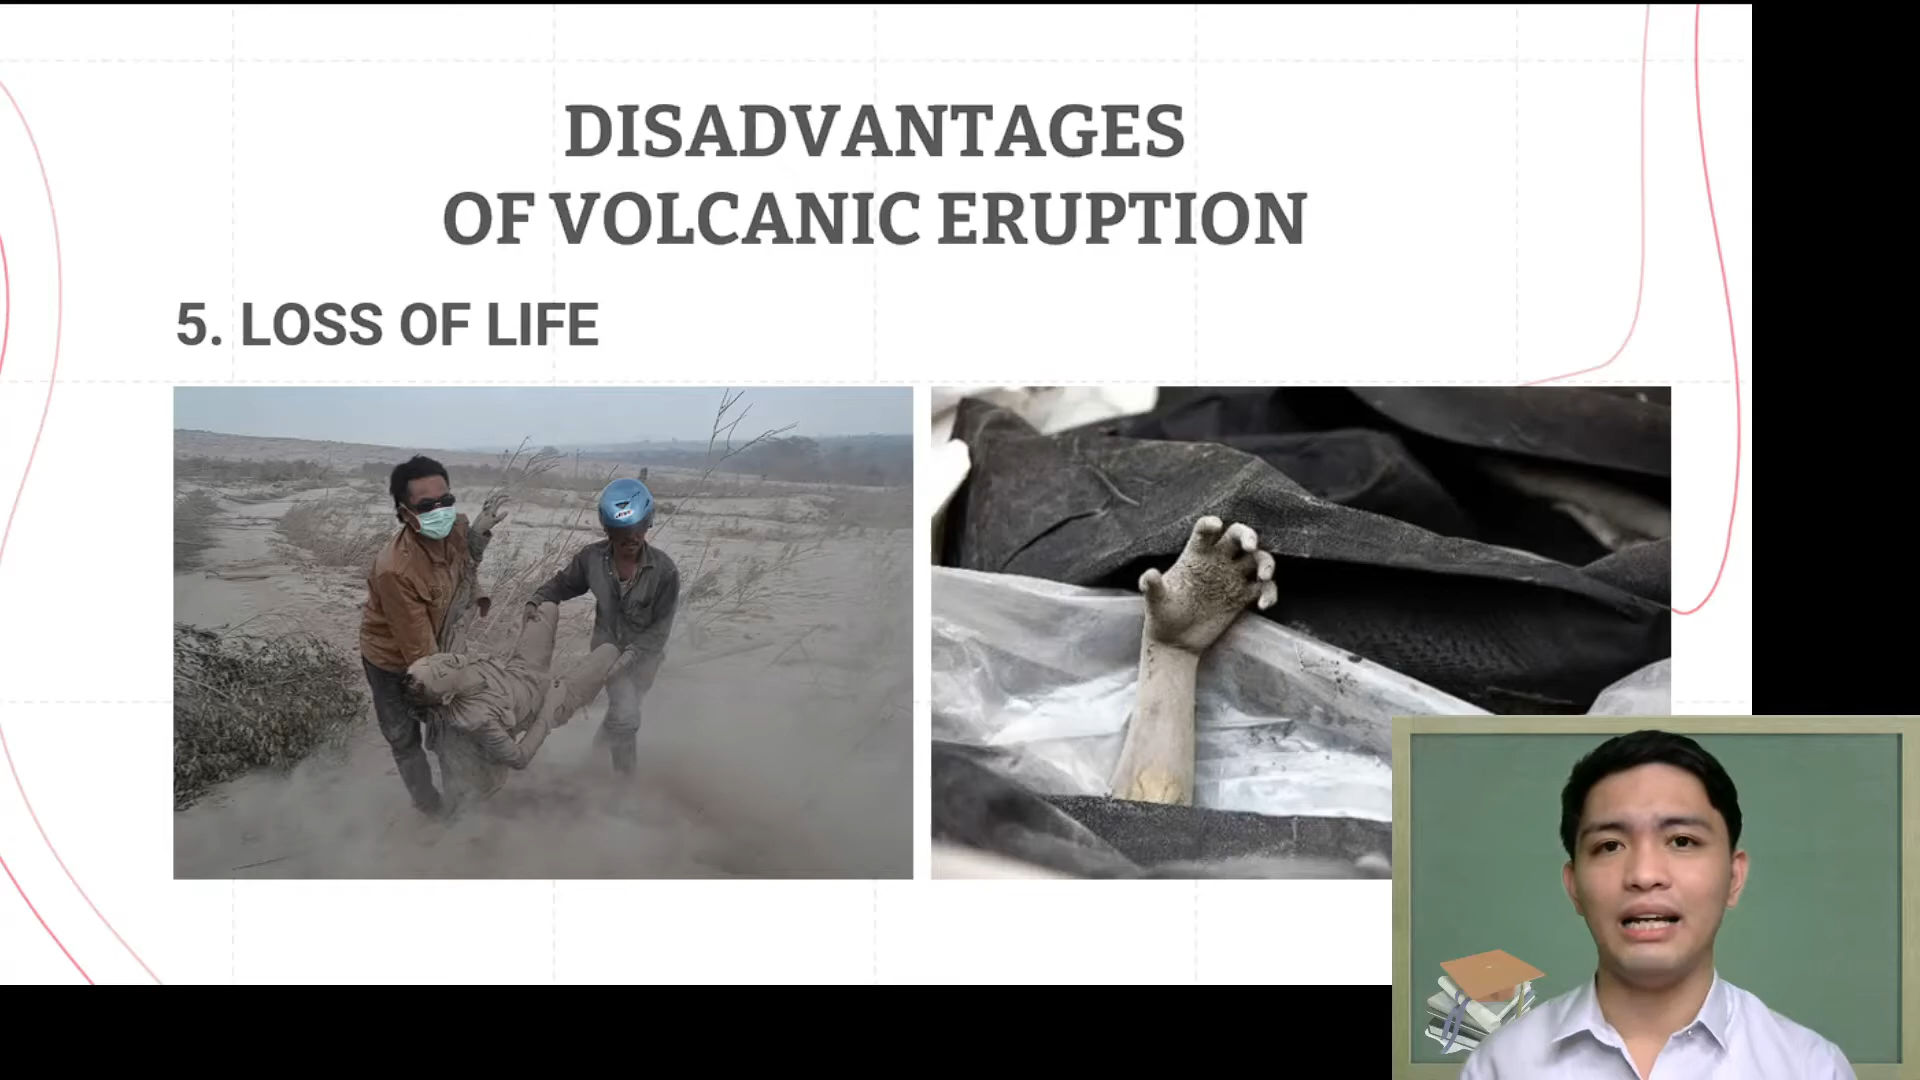 DISADVANTAGES
OF VOLCANIC ERUPTION
5. LOSS OF LIFE